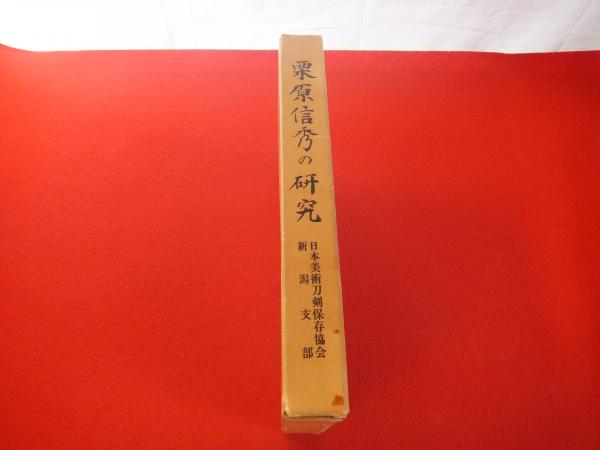 栗原信秀の研究
日本美術刀剣保存協会
新潟支部